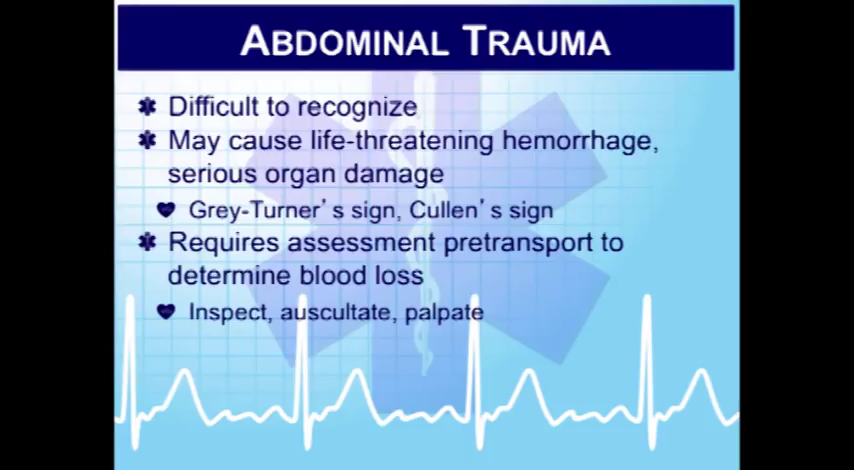 ABDOMINAL TRAUMA
Difficult to recognize
May cause life-threatening hemorrhage,
serious organ damage
Grey-Turner's sign, Cullen's sign
Requires assessment pretransport to
determine blood loss
Inspect, auscultate, palpate